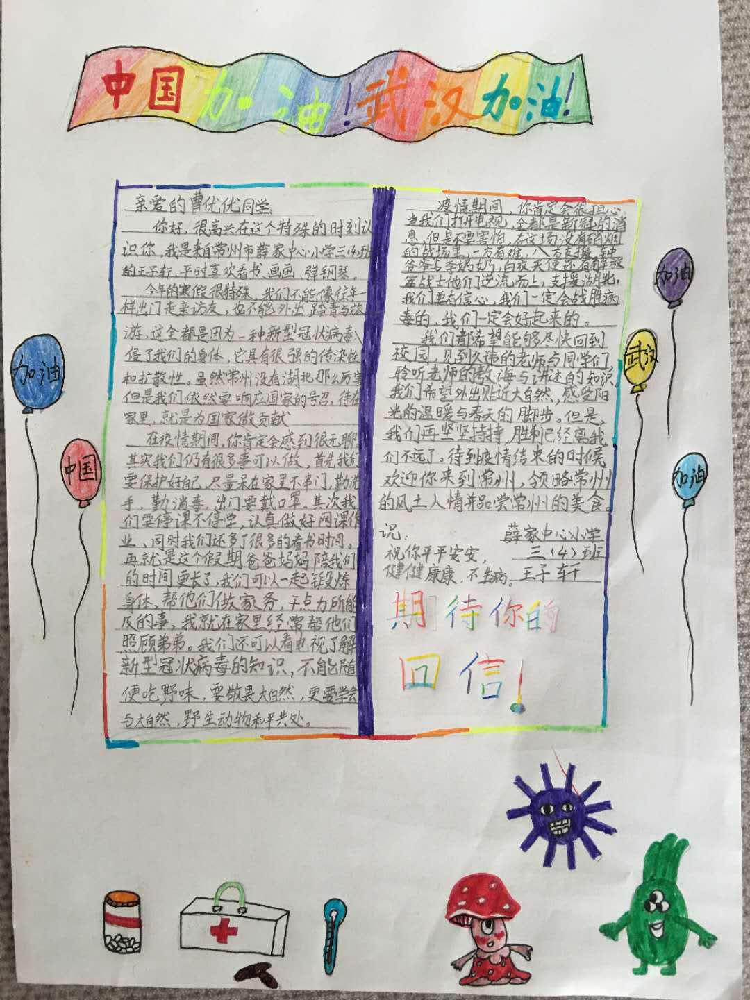 中国加油!武汉加油!
亲爱的曹优优同学:
你好,很高兴在这个特殊的时刻认
识你,我是来自常州市薛家中心小学三(4)班
的王子轩,平时喜欢看书、画画、弹钢琴。
今年的寒假很特殊,我们不能像往年一
样出门走亲访友,也不能外出踏青与旅
游,这全都是因为一种新型冠状病毒入
侵了我们的身体,它具有很强的传染性
和扩散性。虽然常州没有湖北那么厉害
但是我们依然要响应国家的号召,待在
家里,就是为国家做贡献
在疫情期间,你肯定会感到很无聊。
其实我们仍有很多事可以做,首先我们
要保护好自己,尽量呆在家里不串门,勤洗
手,勤消毒,出门要戴口罩。其次我
们要停课不停学,认真做好网课作
业、同时我们还多了很多的看书时间。
再就是这个假期爸爸妈妈陪我们
的时间更长了,我们可以一起锻炼
身体,帮他们做家务,干点力所能
及的事,我就在家里经常帮他们
照顾弟弟。我们还可以看电视了解
新型冠状病毒的知识,不能随
便吃野味,要敬畏大自然,更要学会
与大自然,野生动物和平共处。
疫情期间,你肯定会很担心。
当我们打开电视,全都是新冠的消
息,但是不要害怕,在这场没有硝烟
的战场里,一方有难,八方支援,钟
爷爷与李奶奶,白衣天使还有解放
军战士他们逆流而上,支援湖北,
我们要有信心,我们一定会战胜病
毒的,我们一定会好起来的。
我们都希望能够尽快回到
校园,见到久违的老师与同学们,
聆听老师的教诲与讲述的知识。
我们希望外出贴近大自然,感受阳
光的温暖与春天的脚步。但是,
我们再坚坚持持,胜利已经离我
们不远了。待到疫情结束的时候
欢迎你来到常州,领略常州
的风土人情并品尝常州的美食。
祝: 薛家中心小学
祝你平平安安, 三(4)班
健健康康,不生病。王子轩
期待你的
回信!
加油
中国
加油
武汉
加油